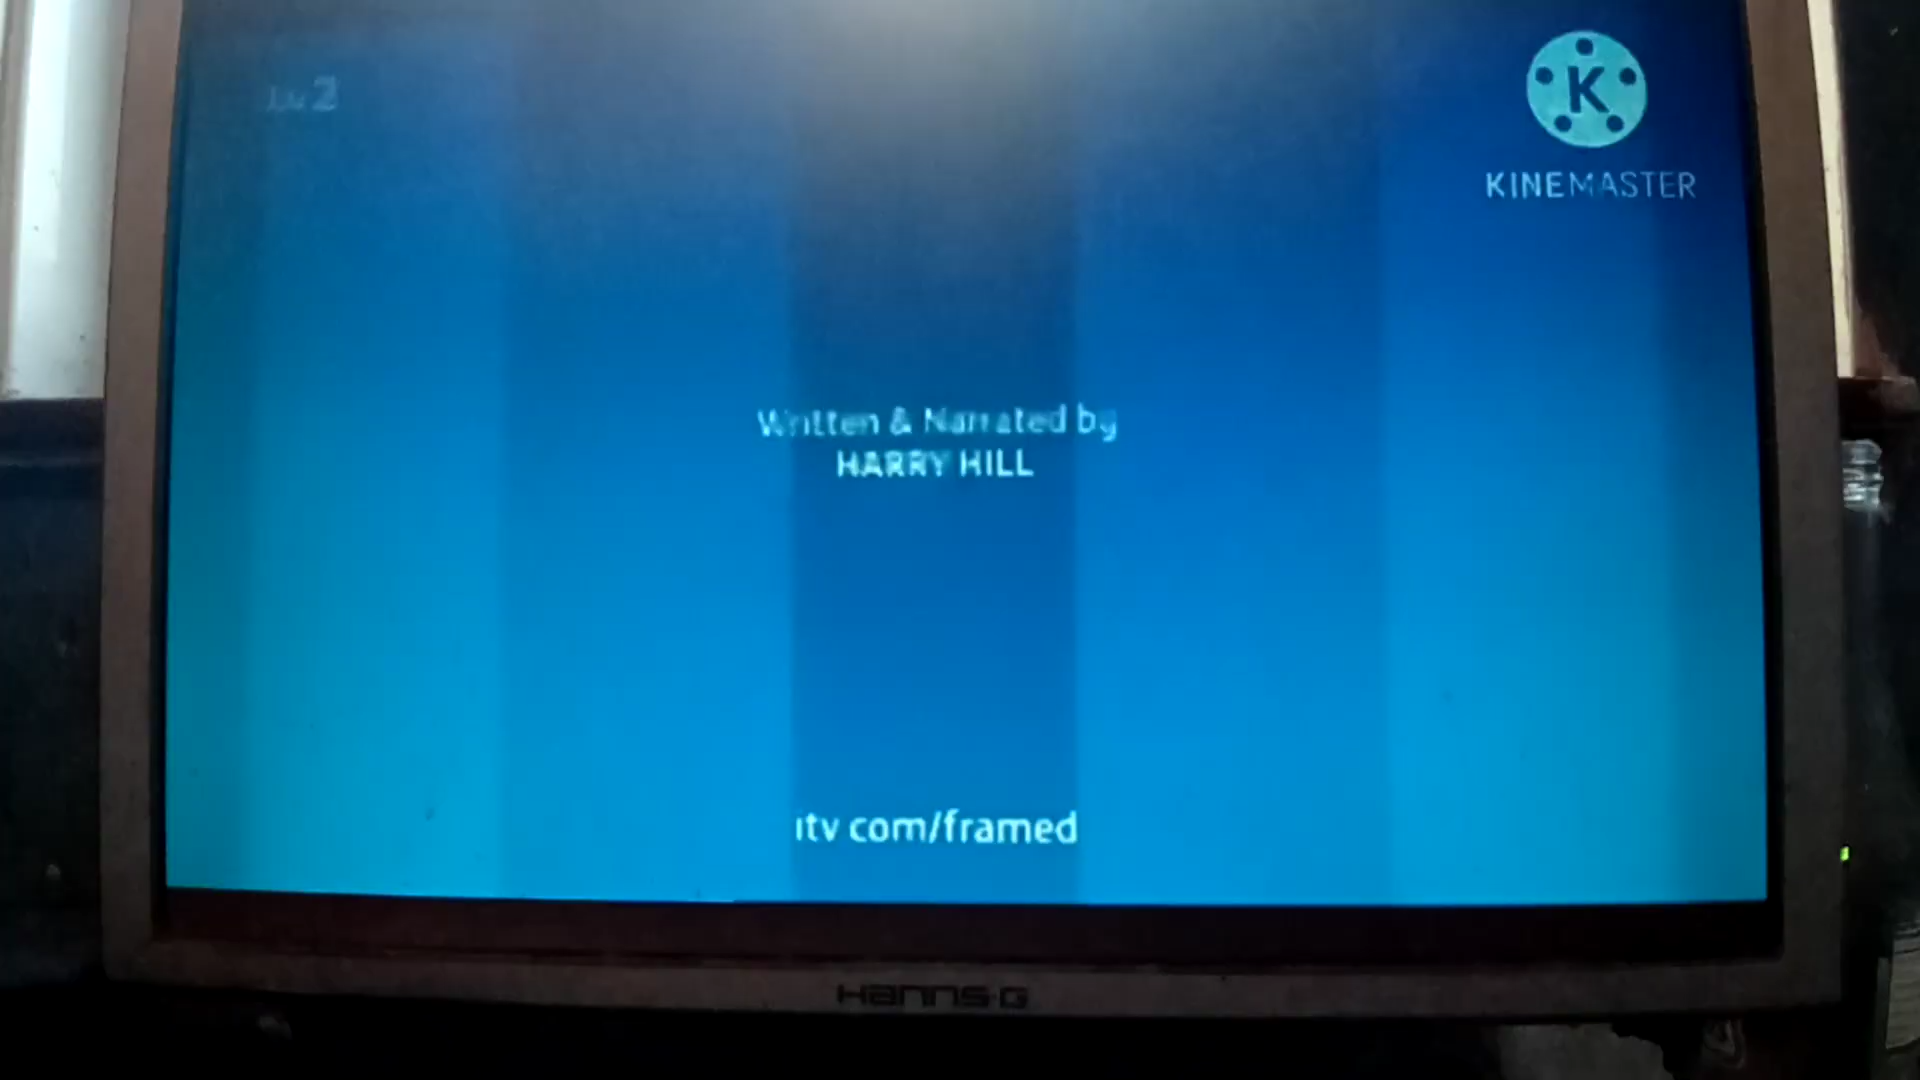 K
KINEMASTER
Written & Narrated by
HARRY HILL
itv com/framed
Hanns·G